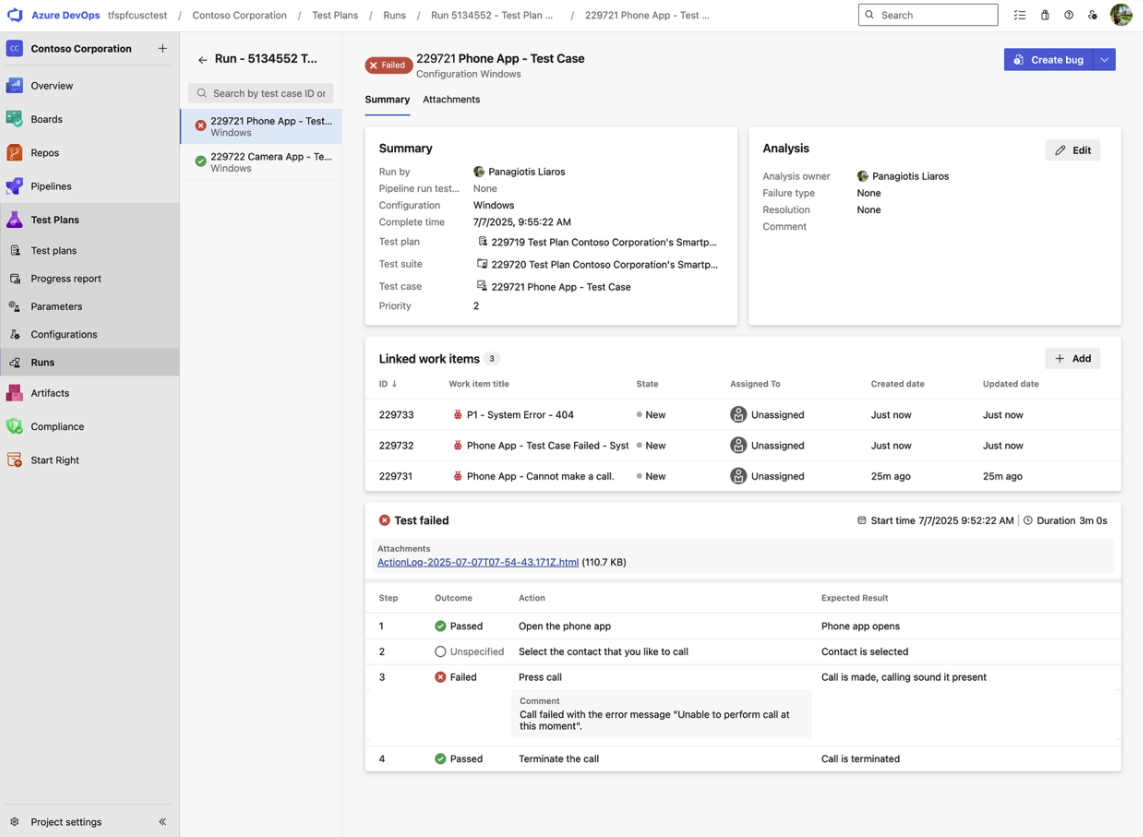 Azure DevOps tfspfcusctest / Contoso Corporation / Test Plans / Runs / Run 5134552 - Test Plan ... / 229721 Phone App - Test ...
Search
CC Contoso Corporation
Overview
Boards
Repos
Pipelines
Test Plans
Test plans
Progress report
Parameters
Configurations
Runs
Artifacts
Compliance
Start Right
Project settings
Run - 5134552 T...
Search by test case ID or
229721 Phone App - Test...
Windows
229722 Camera App - Te...
Windows
Failed
229721 Phone App - Test Case
Configuration Windows
Create bug
Summary Attachments
Summary
Run by Panagiotis Liaros
Pipeline run test... None
Configuration Windows
Complete time 7/7/2025, 9:55:22 AM
Test plan 229719 Test Plan Contoso Corporation's Smartp...
Test suite 229720 Test Plan Contoso Corporation's Smartp...
Test case 229721 Phone App - Test Case
Priority 2
Analysis
Edit
Analysis owner Panagiotis Liaros
Failure type None
Resolution None
Comment
Linked work items 3
Add
ID ↓ Work item title State Assigned To Created date Updated date
229733 P1 - System Error - 404 New Unassigned Just now Just now
229732 Phone App - Test Case Failed - Syst New Unassigned Just now Just now
229731 Phone App - Cannot make a call. New Unassigned 25m ago 25m ago
Test failed
Start time 7/7/2025 9:52:22 AM Duration 3m 0s
Attachments
ActionLog-2025-07-07T07-54-43.171Z.html (110.7 KB)
Step Outcome Action Expected Result
1 Passed Open the phone app Phone app opens
2 Unspecified Select the contact that you like to call Contact is selected
3 Failed Press call Call is made, calling sound it present
Comment
Call failed with the error message "Unable to perform call at
this moment".
4 Passed Terminate the call Call is terminated